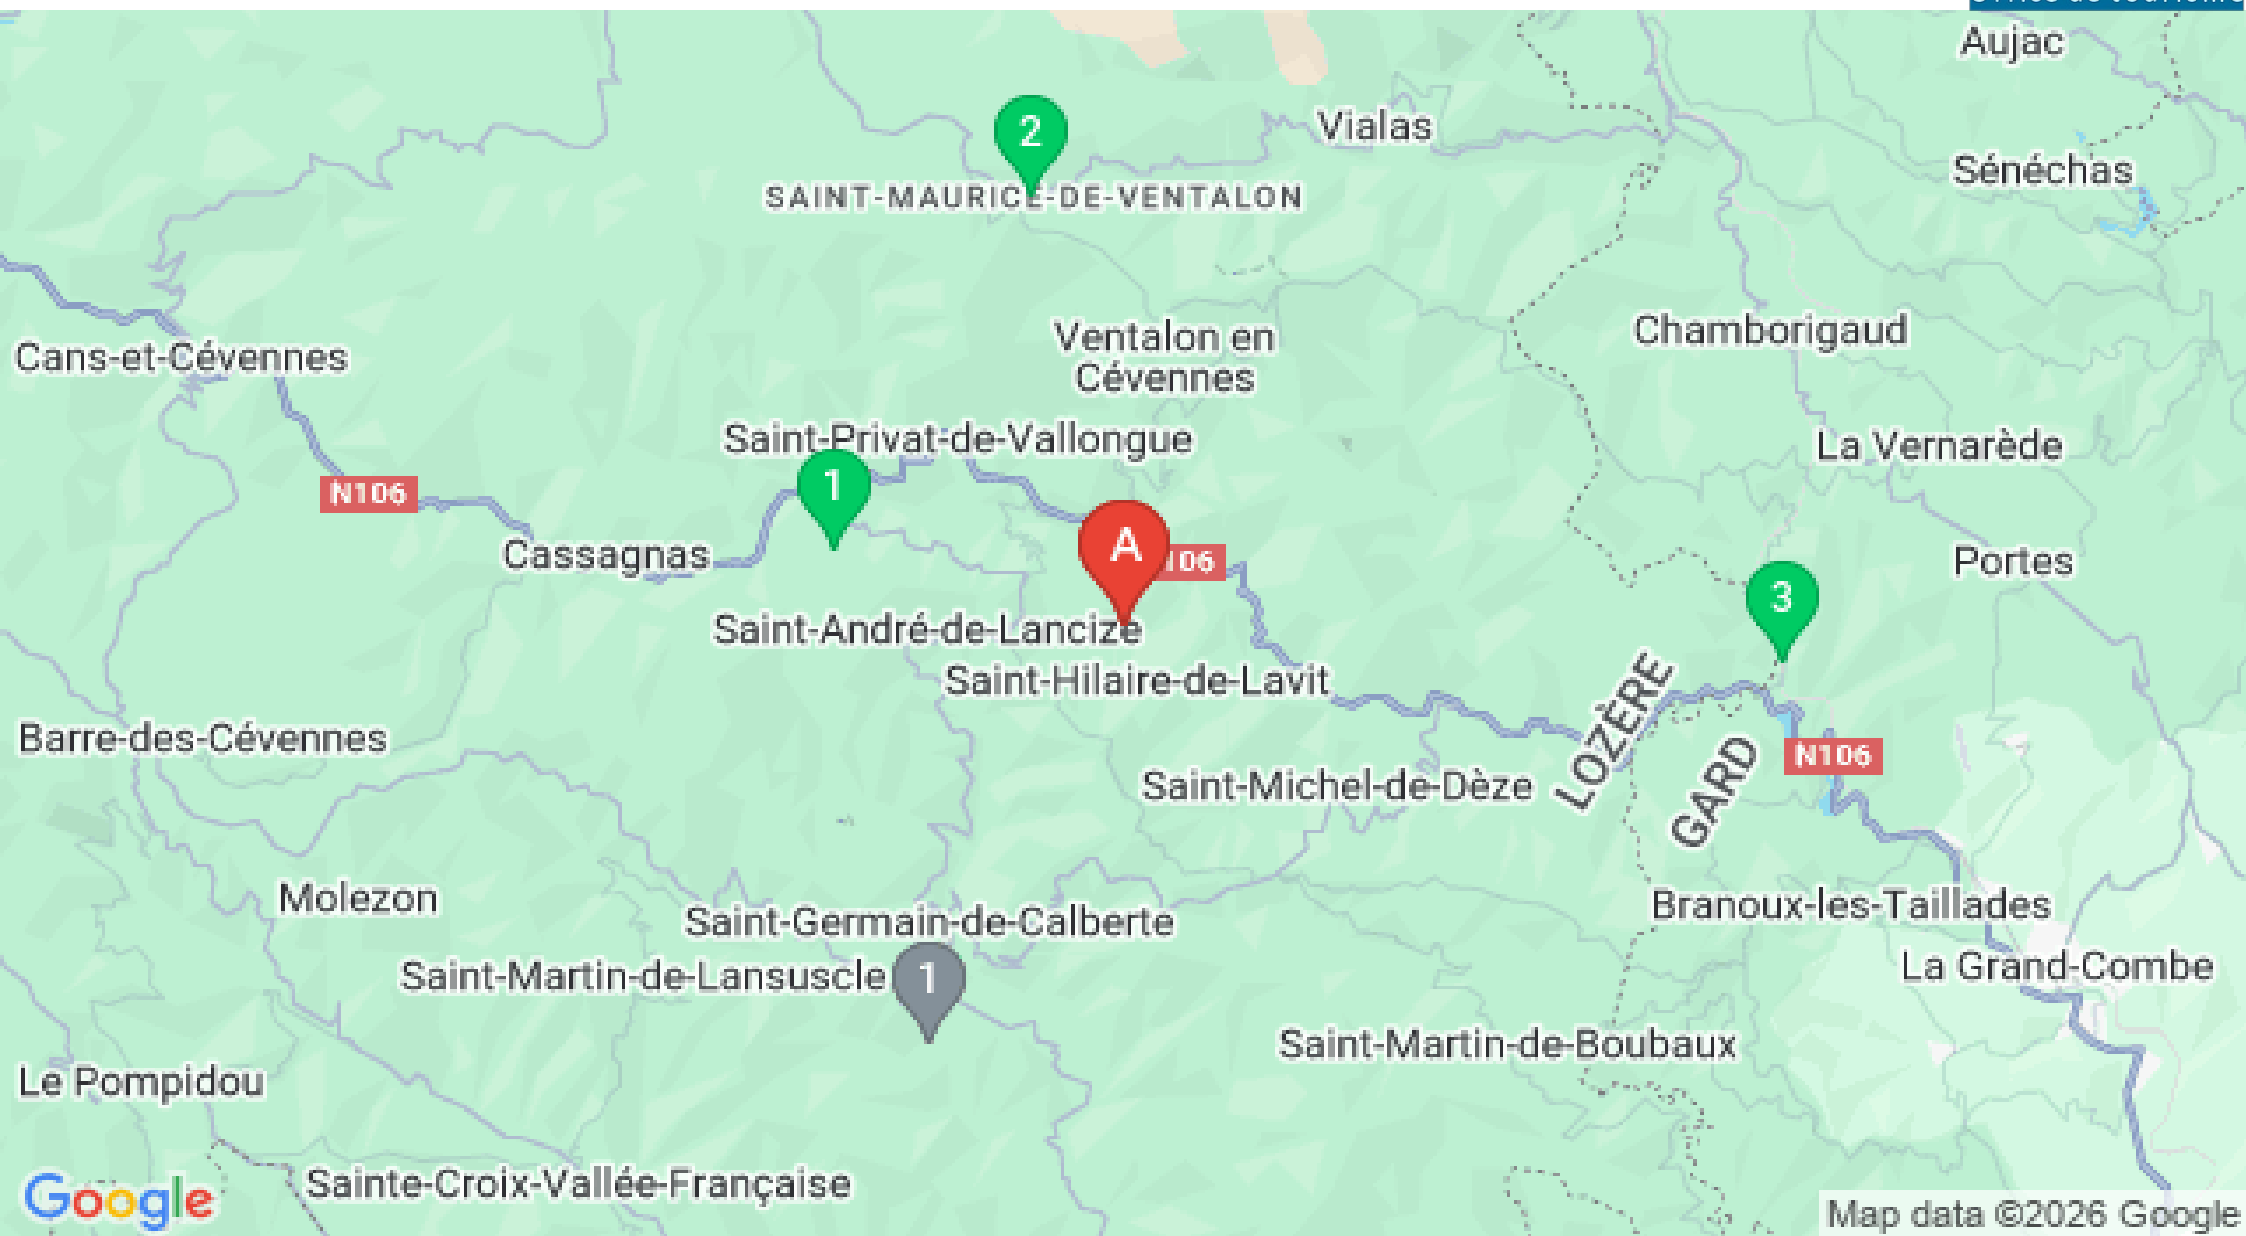 Aujac
Vialas
2
Sénéchas
SAINT-MAURICE-DE-VENTALON
Chamborigaud
Ventalon en
Cévennes
Cans-et-Cévennes
Saint-Privat-de-Vallongue
La Vernarède
1
N106
A
106
Cassagnas
Portes
3
Saint-André-de-Lancize
Saint-Hilaire-de-Lavit
LOZÈRE
Barre-des-Cévennes
N106
GARD
Saint-Michel-de-Dèze
Molezon
Branoux-les-Taillades
Saint-Germain-de-Calberte
La Grand-Combe
Saint-Martin-de-Lansuscle
1
Saint-Martin-de-Boubaux
Le Pompidou
Sainte-Croix-Vallée-Française
Google
Map data ©2026 Google